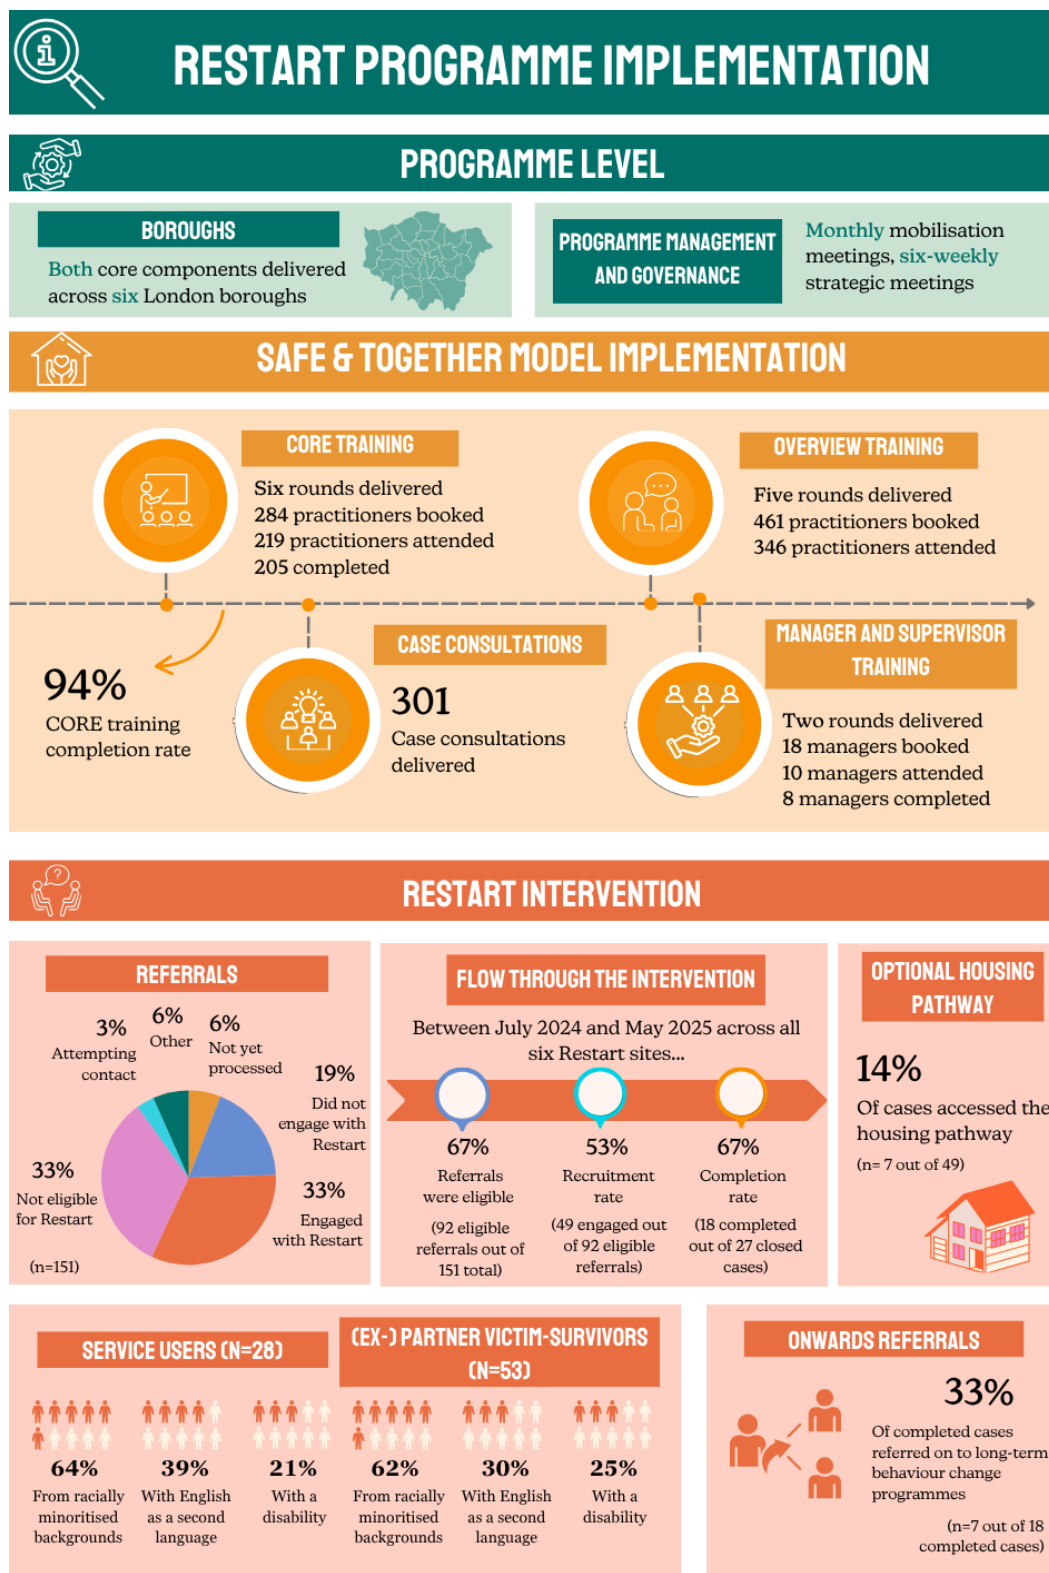 RESTART PROGRAMME IMPLEMENTATION
PROGRAMME LEVEL
BOROUGHS
Both core components delivered
across six London boroughs
PROGRAMME MANAGEMENT
AND GOVERNANCE
Monthly mobilisation
meetings, six-weekly
strategic meetings
SAFE & TOGETHER MODEL IMPLEMENTATION
CORE TRAINING
Six rounds delivered
284 practitioners booked
219 practitioners attended
205 completed
OVERVIEW TRAINING
Five rounds delivered
461 practitioners booked
346 practitioners attended
94%
CORE training
completion rate
CASE CONSULTATIONS
301
Case consultations
delivered
MANAGER AND SUPERVISOR
TRAINING
Two rounds delivered
18 managers booked
10 managers attended
8 managers completed
RESTART INTERVENTION
REFERRALS
3%
Attempting
contact
6%
Other
6%
Not yet
processed
19%
Did not
engage with
Restart
33%
Engaged
with Restart
33%
Not eligible
for Restart
(n=151)
FLOW THROUGH THE INTERVENTION
Between July 2024 and May 2025 across all
six Restart sites...
67%
Referrals
were eligible
(92 eligible
referrals out of
151 total)
53%
Recruitment
rate
(49 engaged out
of 92 eligible
referrals)
67%
Completion
rate
(18 completed
out of 27 closed
cases)
OPTIONAL HOUSING
PATHWAY
14%
Of cases accessed the
housing pathway
(n= 7 out of 49)
SERVICE USERS (N=28)
64%
From racially
minoritised
backgrounds
39%
With English
as a second
language
21%
With a
disability
(EX-) PARTNER VICTIM-SURVIVORS
(N=53)
62%
From racially
minoritised
backgrounds
30%
With English
as a second
language
25%
With a
disability
ONWARDS REFERRALS
33%
Of completed cases
referred on to long-term
behaviour change
programmes
(n=7 out of 18
completed cases)